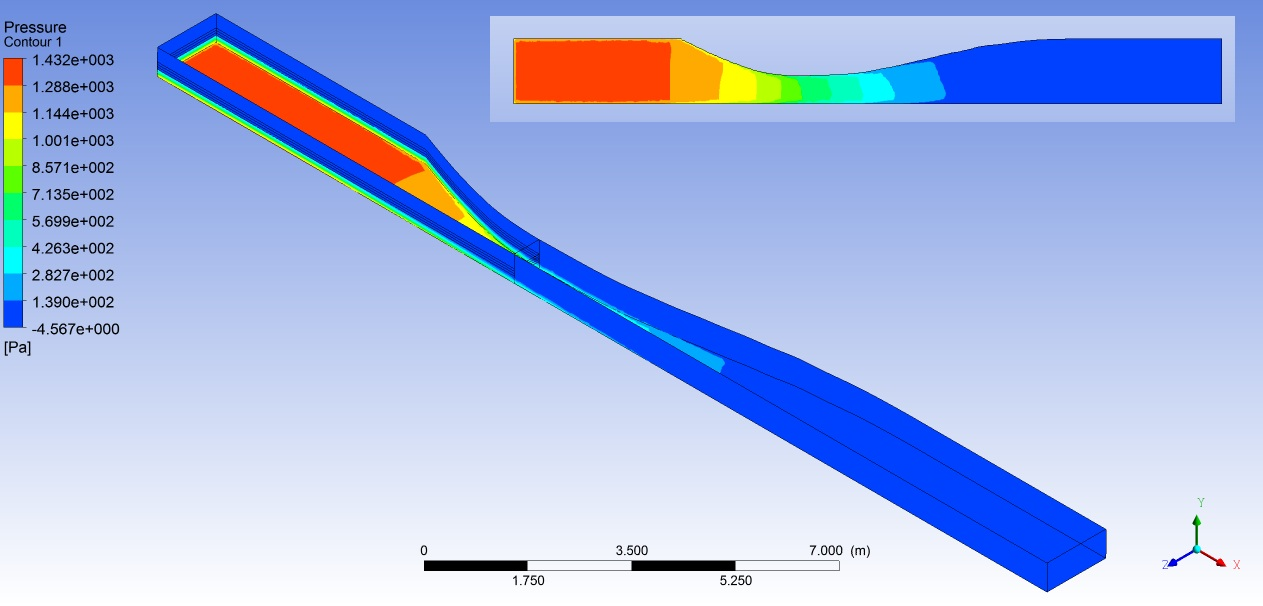 Pressure
Contour 1
1.432e+003
1.288e+003
1.144e+003
1.001e+003
8.571e+002
7.135e+002
5.699e+002
4.263e+002
2.827e+002
1.390e+002
-4.567e+000
[Pa]
0 3.500 7.000 (m)
1.750 5.250
Y
Z X